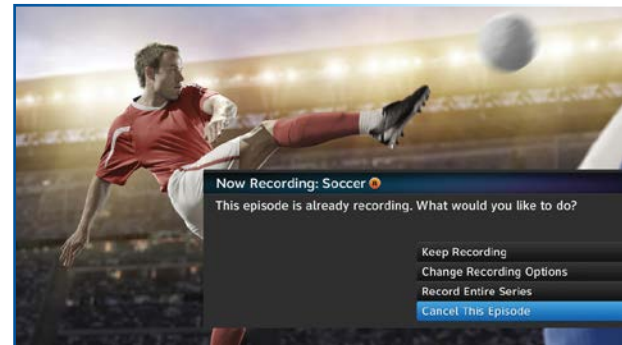 Now Recording: Soccer R
This episode is already recording. What would you like to do?
Keep Recording
Change Recording Options
Record Entire Series
Cancel This Episode